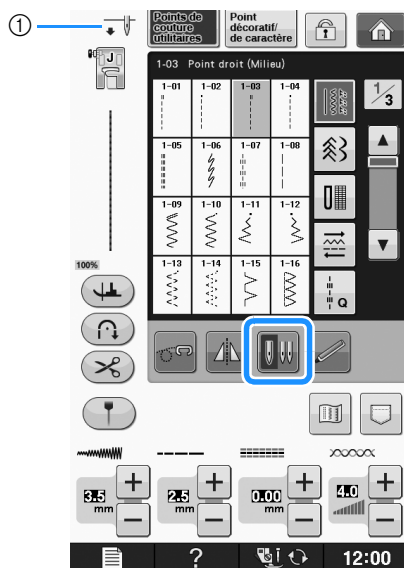 ①
Points de
couture
utilitaires
Point
décoratif/
de caractère
J
1-03 Point droit (Milieu)
1/3
1-01 1-02 1-03 1-04
1-05 1-06 1-07 1-08
1-09 1-10 1-11 1-12
1-13 1-14 1-15 1-16
Q
100%
3.5 mm
2.5 mm
0.00 mm
4.0
?
12:00